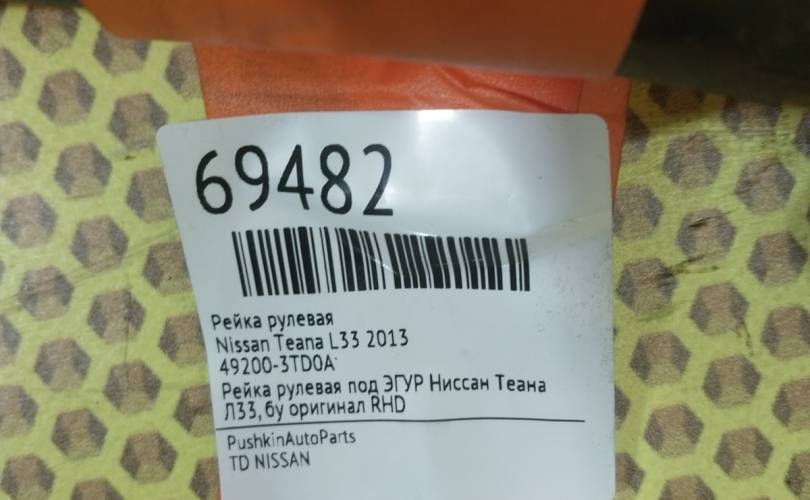 69482
Рейка рулевая
Nissan Teana L33 2013
49200-3TD0A
Рейка рулевая под ЭГУР Ниссан Теана
Л33, бу оригинал RHD
PushkinAutoParts
TD NISSAN